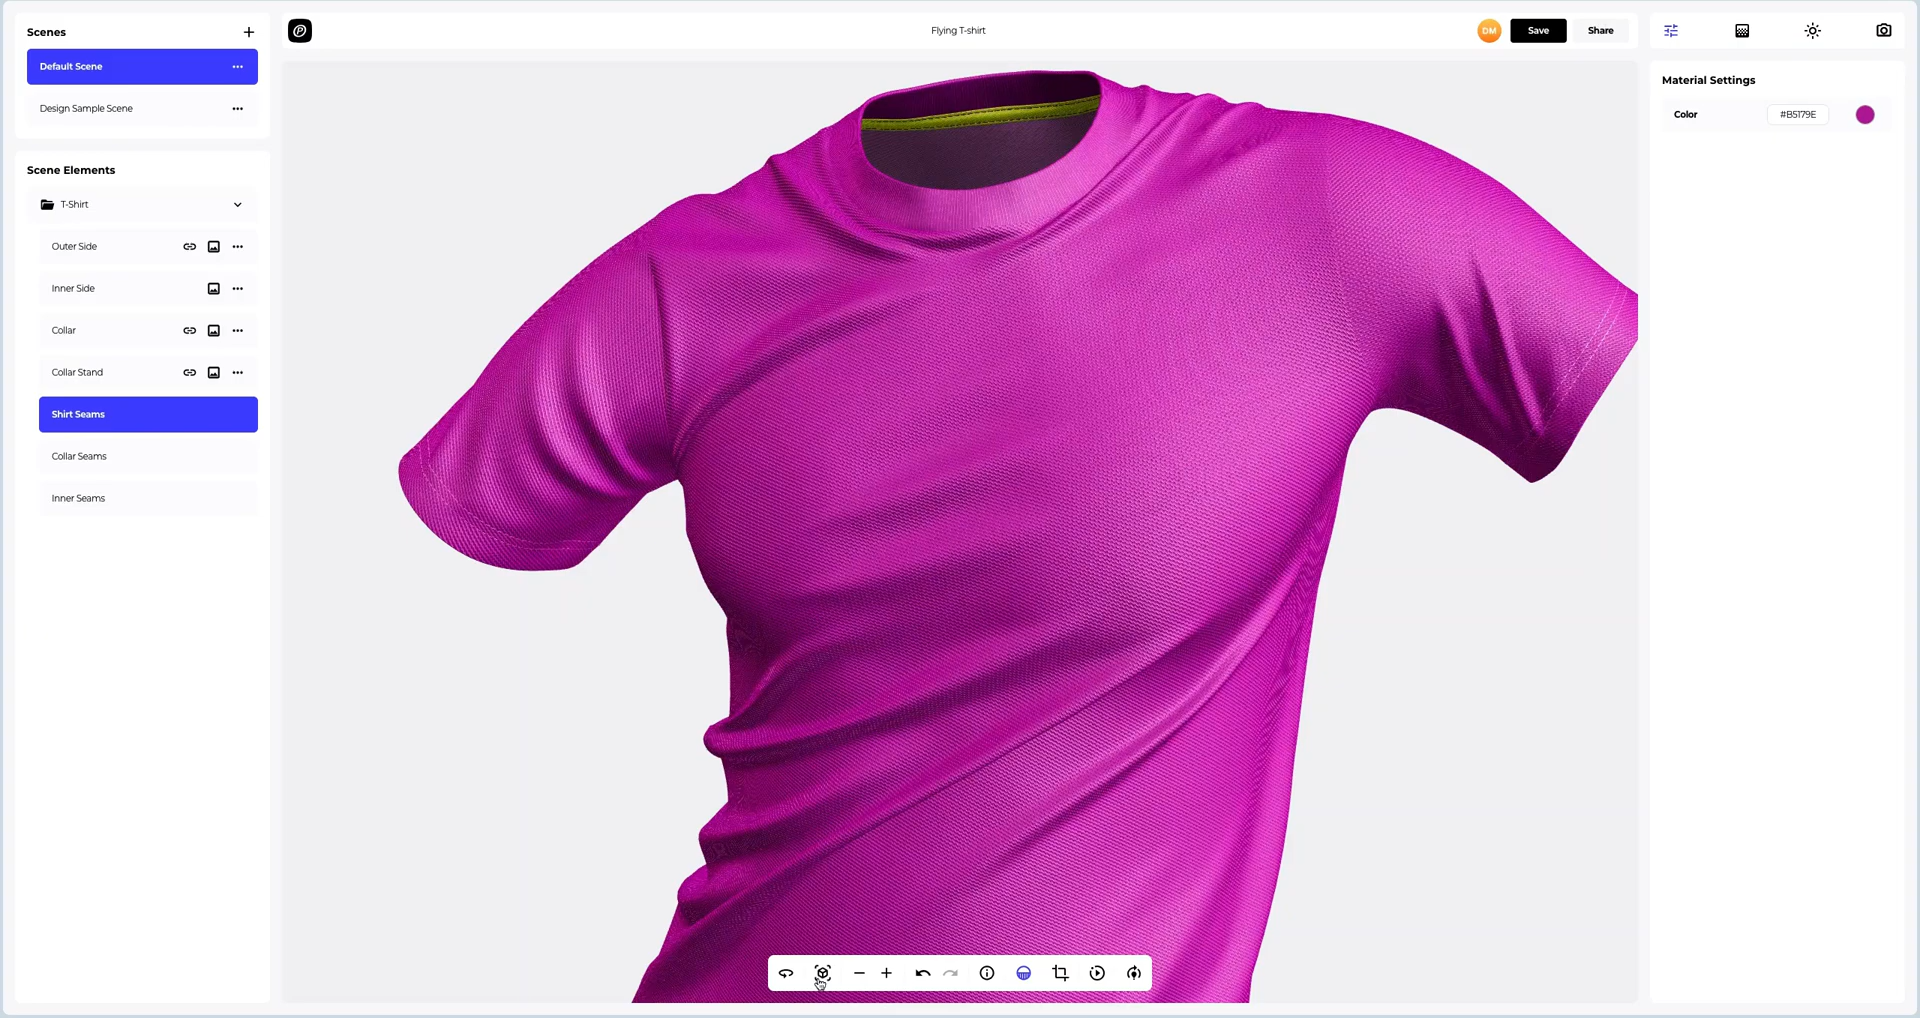 Scenes
Default Scene
Design Sample Scene
Scene Elements
T-Shirt
Outer Side
Inner Side
Collar
Collar Stand
Shirt Seams
Collar Seams
Inner Seams
Flying T-shirt
DM
Save
Share
Material Settings
Color
#B5179E